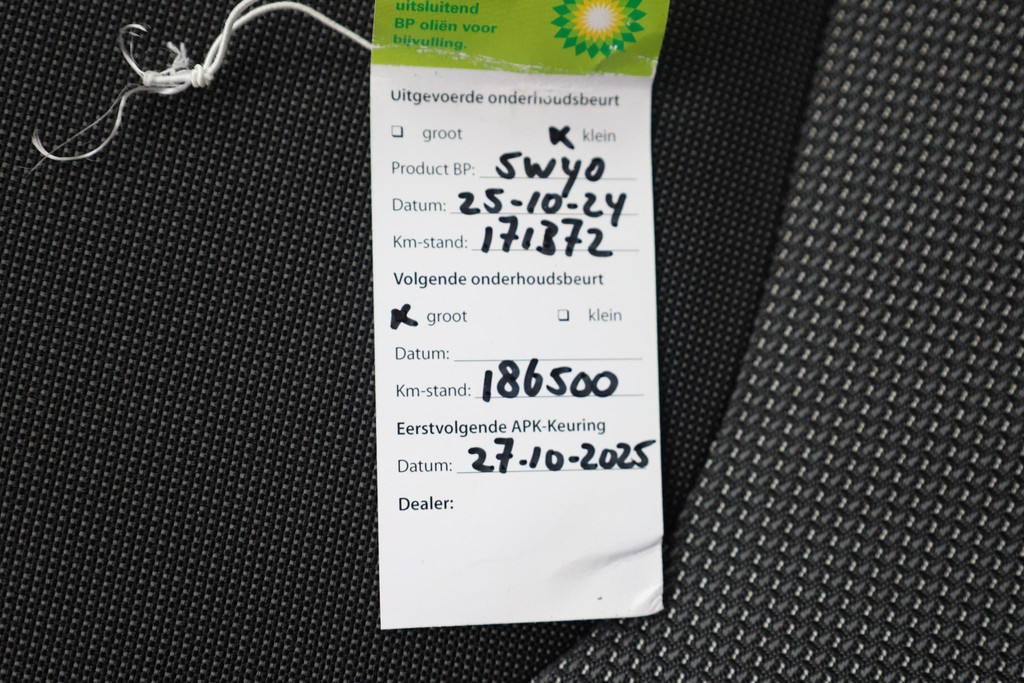 uitsluitend
BP oliën voor
bijvulling.
Uitgevoerde onderhoudsbeurt
❑ groot ✗ klein
Product BP: 5w40
Datum: 25-10-24
Km-stand: 171372
Volgende onderhoudsbeurt
✗ groot ❑ klein
Datum:
Km-stand: 186500
Eerstvolgende APK-Keuring
Datum: 27-10-2025
Dealer: